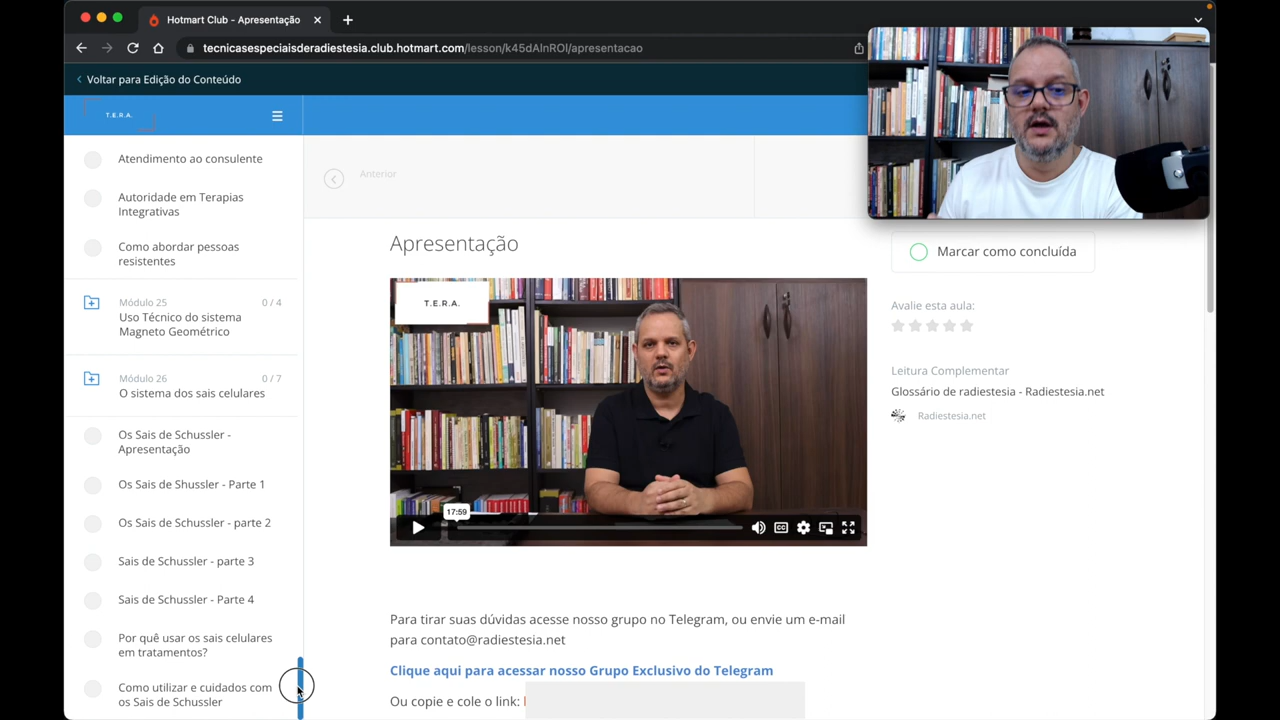 Hotmart Club - Apresentação
tecnicasespeciaisderadiestesia.club.hotmart.com/lesson/k45dAlnROl/apresentacao
Voltar para Edição do Conteúdo
T.E.R.A.
Atendimento ao consulente
Autoridade em Terapias
Integrativas
Como abordar pessoas
resistentes
Módulo 25 0 / 4
Uso Técnico do sistema
Magneto Geométrico
Módulo 26 0 / 7
O sistema dos sais celulares
Os Sais de Schussler -
Apresentação
Os Sais de Shussler - Parte 1
Os Sais de Schussler - parte 2
Sais de Schussler - parte 3
Sais de Schussler - Parte 4
Por quê usar os sais celulares
em tratamentos?
Como utilizar e cuidados com
os Sais de Schussler
Anterior
Apresentação
T.E.R.A.
17:59
CC
Para tirar suas dúvidas acesse nosso grupo no Telegram, ou envie um e-mail
para contato@radiestesia.net
Clique aqui para acessar nosso Grupo Exclusivo do Telegram
Ou copie e cole o link:
Marcar como concluída
Avalie esta aula:
Leitura Complementar
Glossário de radiestesia - Radiestesia.net
Radiestesia.net